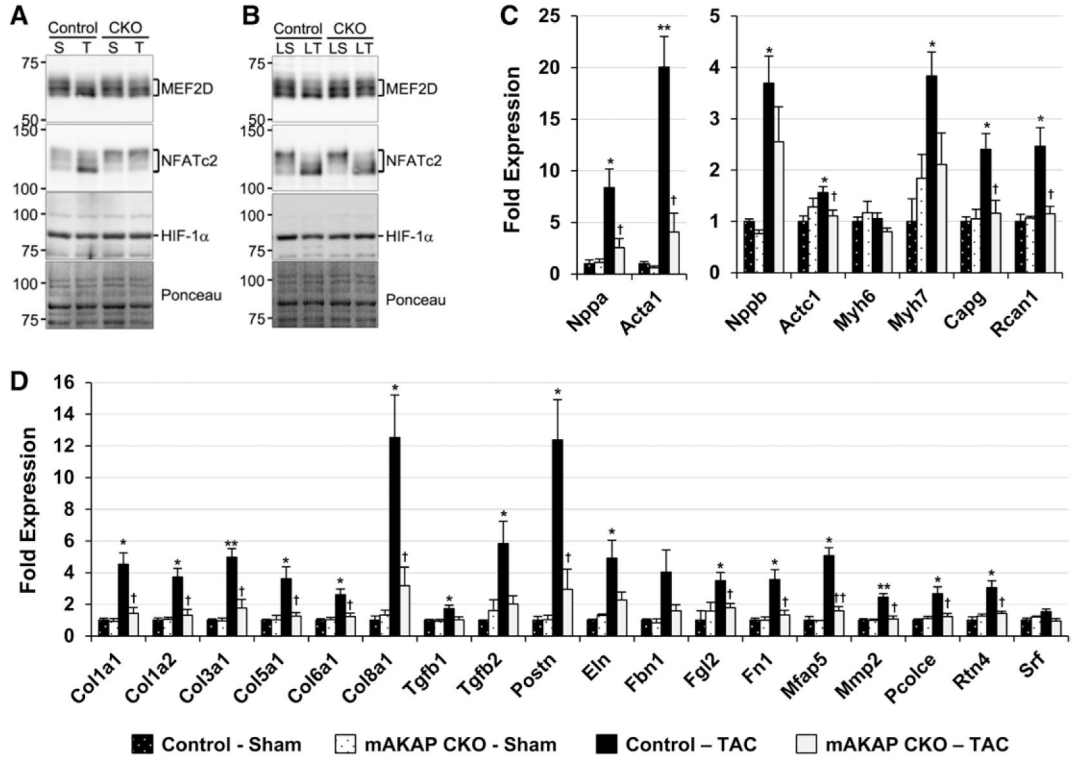 A
Control CKO
S T S T
75
MEF2D
50
150
NFATc2
100
100
HIF-1α
75
100
Ponceau
75
B
Control CKO
LS LT LS LT
75
MEF2D
50
150
NFATc2
100
100
HIF-1α
75
100
Ponceau
75
C
Fold Expression
25
20
15
10
5
0
* † ** †
Nppa Acta1
5
4
3
2
1
0
* * † * * † * †
Nppb Actc1 Myh6 Myh7 Capg Rcan1
D
Fold Expression
16
14
12
10
8
6
4
2
0
* † * † ** † * † * † * † * * * † * * † * † * †† ** † * † * †
Col1a1 Col1a2 Col3a1 Col5a1 Col6a1 Col8a1 Tgfb1 Tgfb2 Postn Eln Fbn1 Fgl2 Fn1 Mfap5 Mmp2 Pcolce Rtn4 Srf
Control - Sham mAKAP CKO - Sham Control – TAC mAKAP CKO – TAC